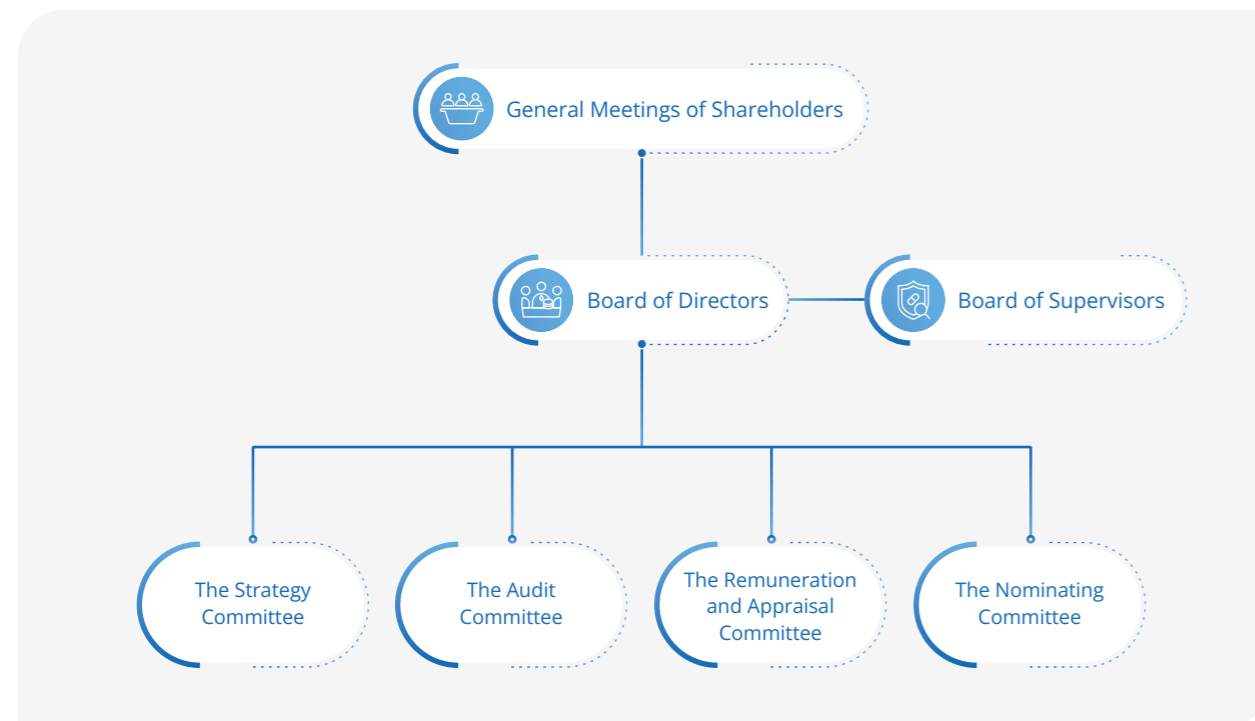 General Meetings of Shareholders
Board of Directors
Board of Supervisors
The Strategy
Committee
The Audit
Committee
The Remuneration
and Appraisal
Committee
The Nominating
Committee